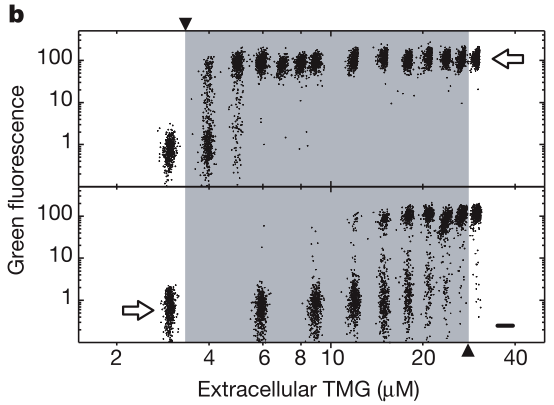 b
Green fluorescence
100
10
1
100
10
1
2 4 6 8 10 20 40
Extracellular TMG (μM)